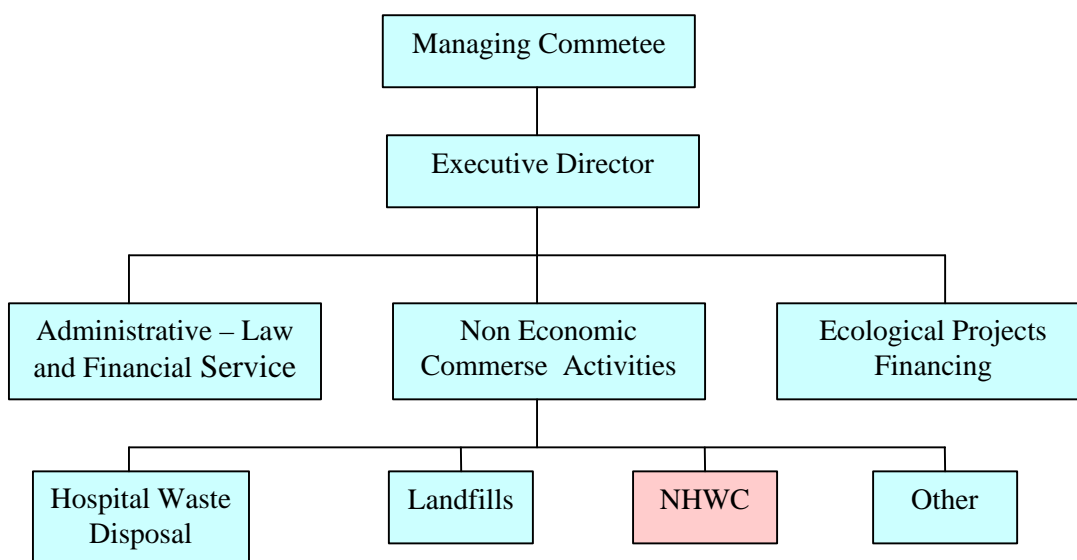 Managing Commetee
Executive Director
Administrative – Law
and Financial Service
Non Economic
Commerse Activities
Ecological Projects
Financing
Hospital Waste
Disposal
Landfills
NHWC
Other